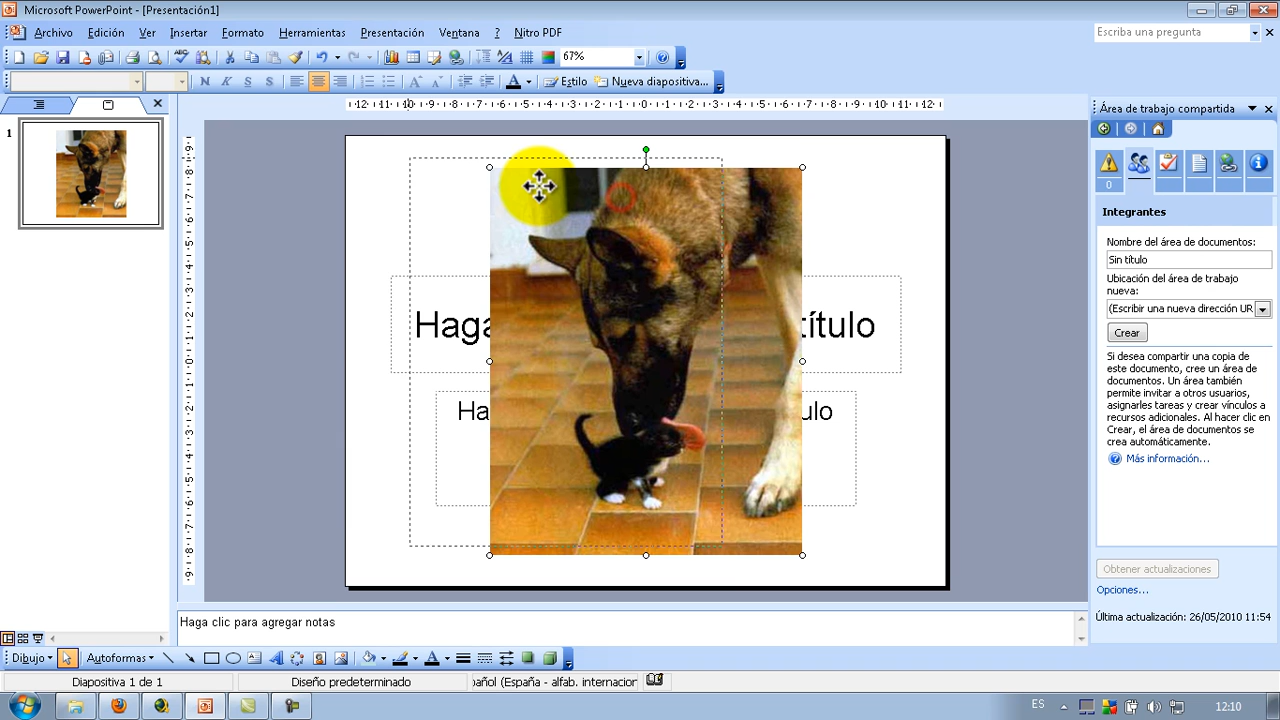 Microsoft PowerPoint - [Presentación1]
Archivo Edición Ver Insertar Formato Herramientas Presentación Ventana ? Nitro PDF
Escriba una pregunta
67%
N K S S
Estilo Nueva diapositiva...
1
Área de trabajo compartida
0
Integrantes
Nombre del área de documentos:
Sin título
Ubicación del área de trabajo
nueva:
(Escribir una nueva dirección UR
Crear
Si desea compartir una copia de
este documento, cree un área de
documentos. Un área también
permite invitar a otros usuarios,
asignarles tareas y crear vínculos a
recursos adicionales. Al hacer clic en
Crear, el área de documentos se
crea automáticamente.
Más información...
Obtener actualizaciones
Opciones...
Última actualización: 26/05/2010 11:54
Haga
título
Ha
ulo
Haga clic para agregar notas
Dibujo Autoformas
Diapositiva 1 de 1 Diseño predeterminado añol (España - alfab. internacion
ES 12:10